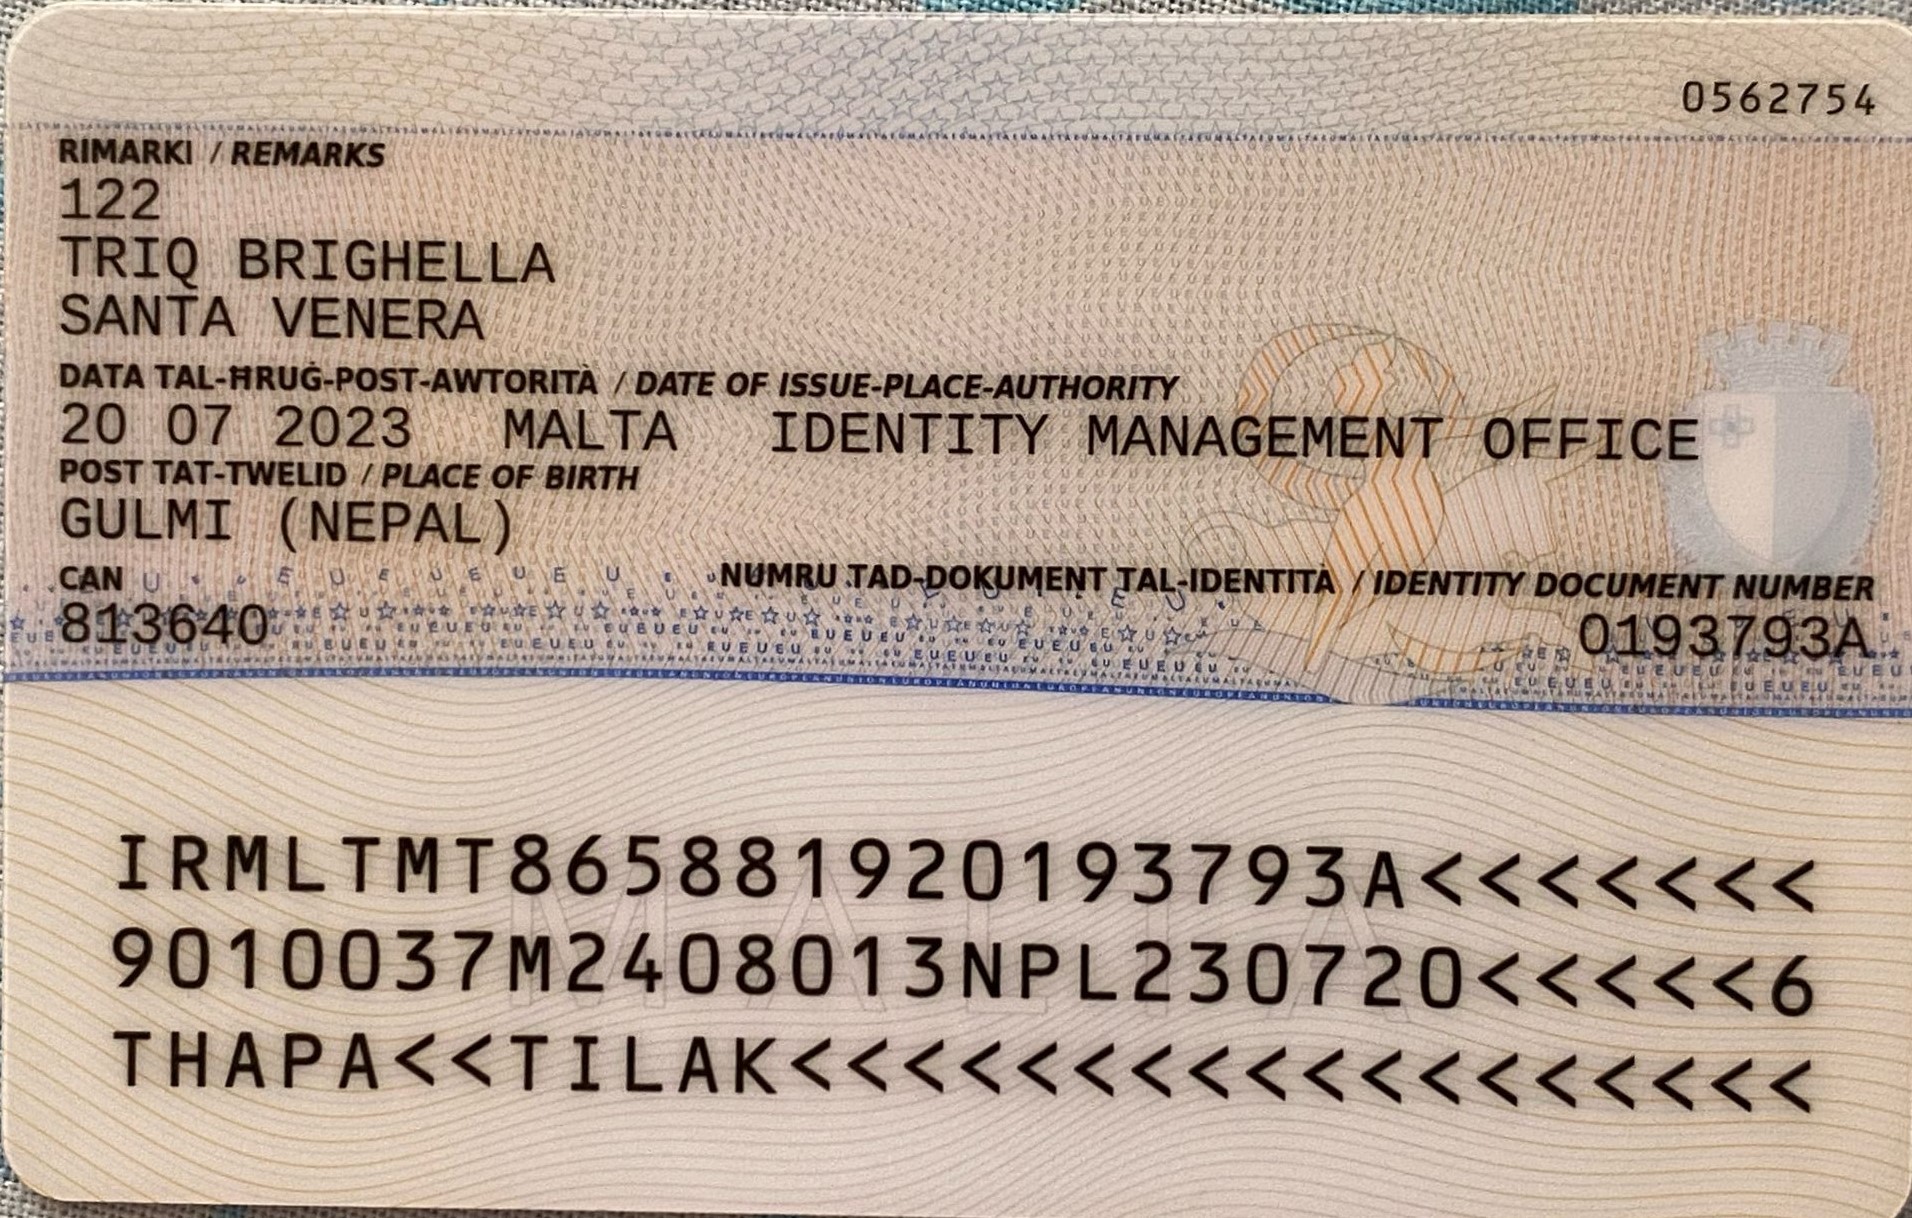 0562754
RIMARKI / REMARKS
122
TRIQ BRIGHELLA
SANTA VENERA
DATA TAL-ĦRUĠ-POST-AWTORITÀ / DATE OF ISSUE-PLACE-AUTHORITY
20 07 2023 MALTA IDENTITY MANAGEMENT OFFICE
POST TAT-TWELID / PLACE OF BIRTH
GULMI (NEPAL)
CAN NUMRU TAD-DOKUMENT TAL-IDENTITÀ / IDENTITY DOCUMENT NUMBER
813640 0193793A
IRMLTMT865881920193793A<<<<<<<
9010037M2408013NPL230720<<<<<6
THAPA<<TILAK<<<<<<<<<<<<<<<<<<
MALTA